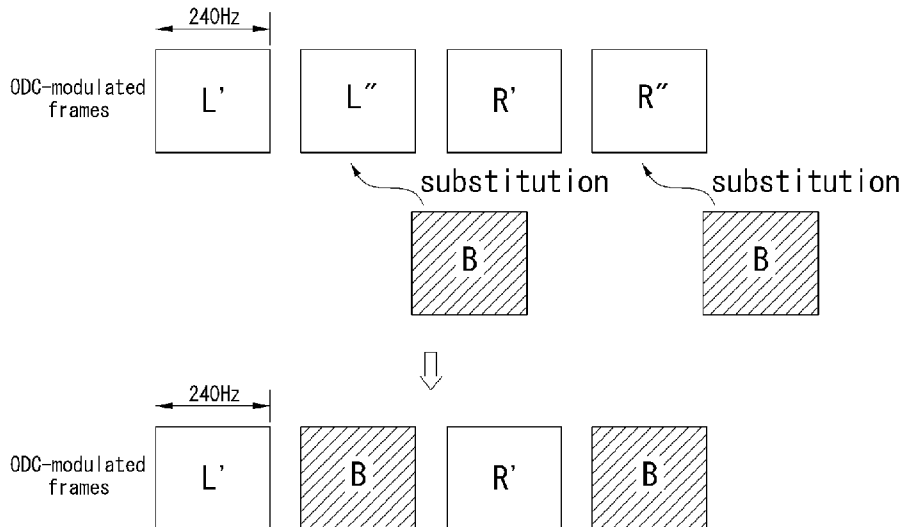 240Hz
ODC-modulated
frames
L'
L"
R'
R"
substitution
substitution
B
B
240Hz
ODC-modulated
frames
L'
B
R'
B